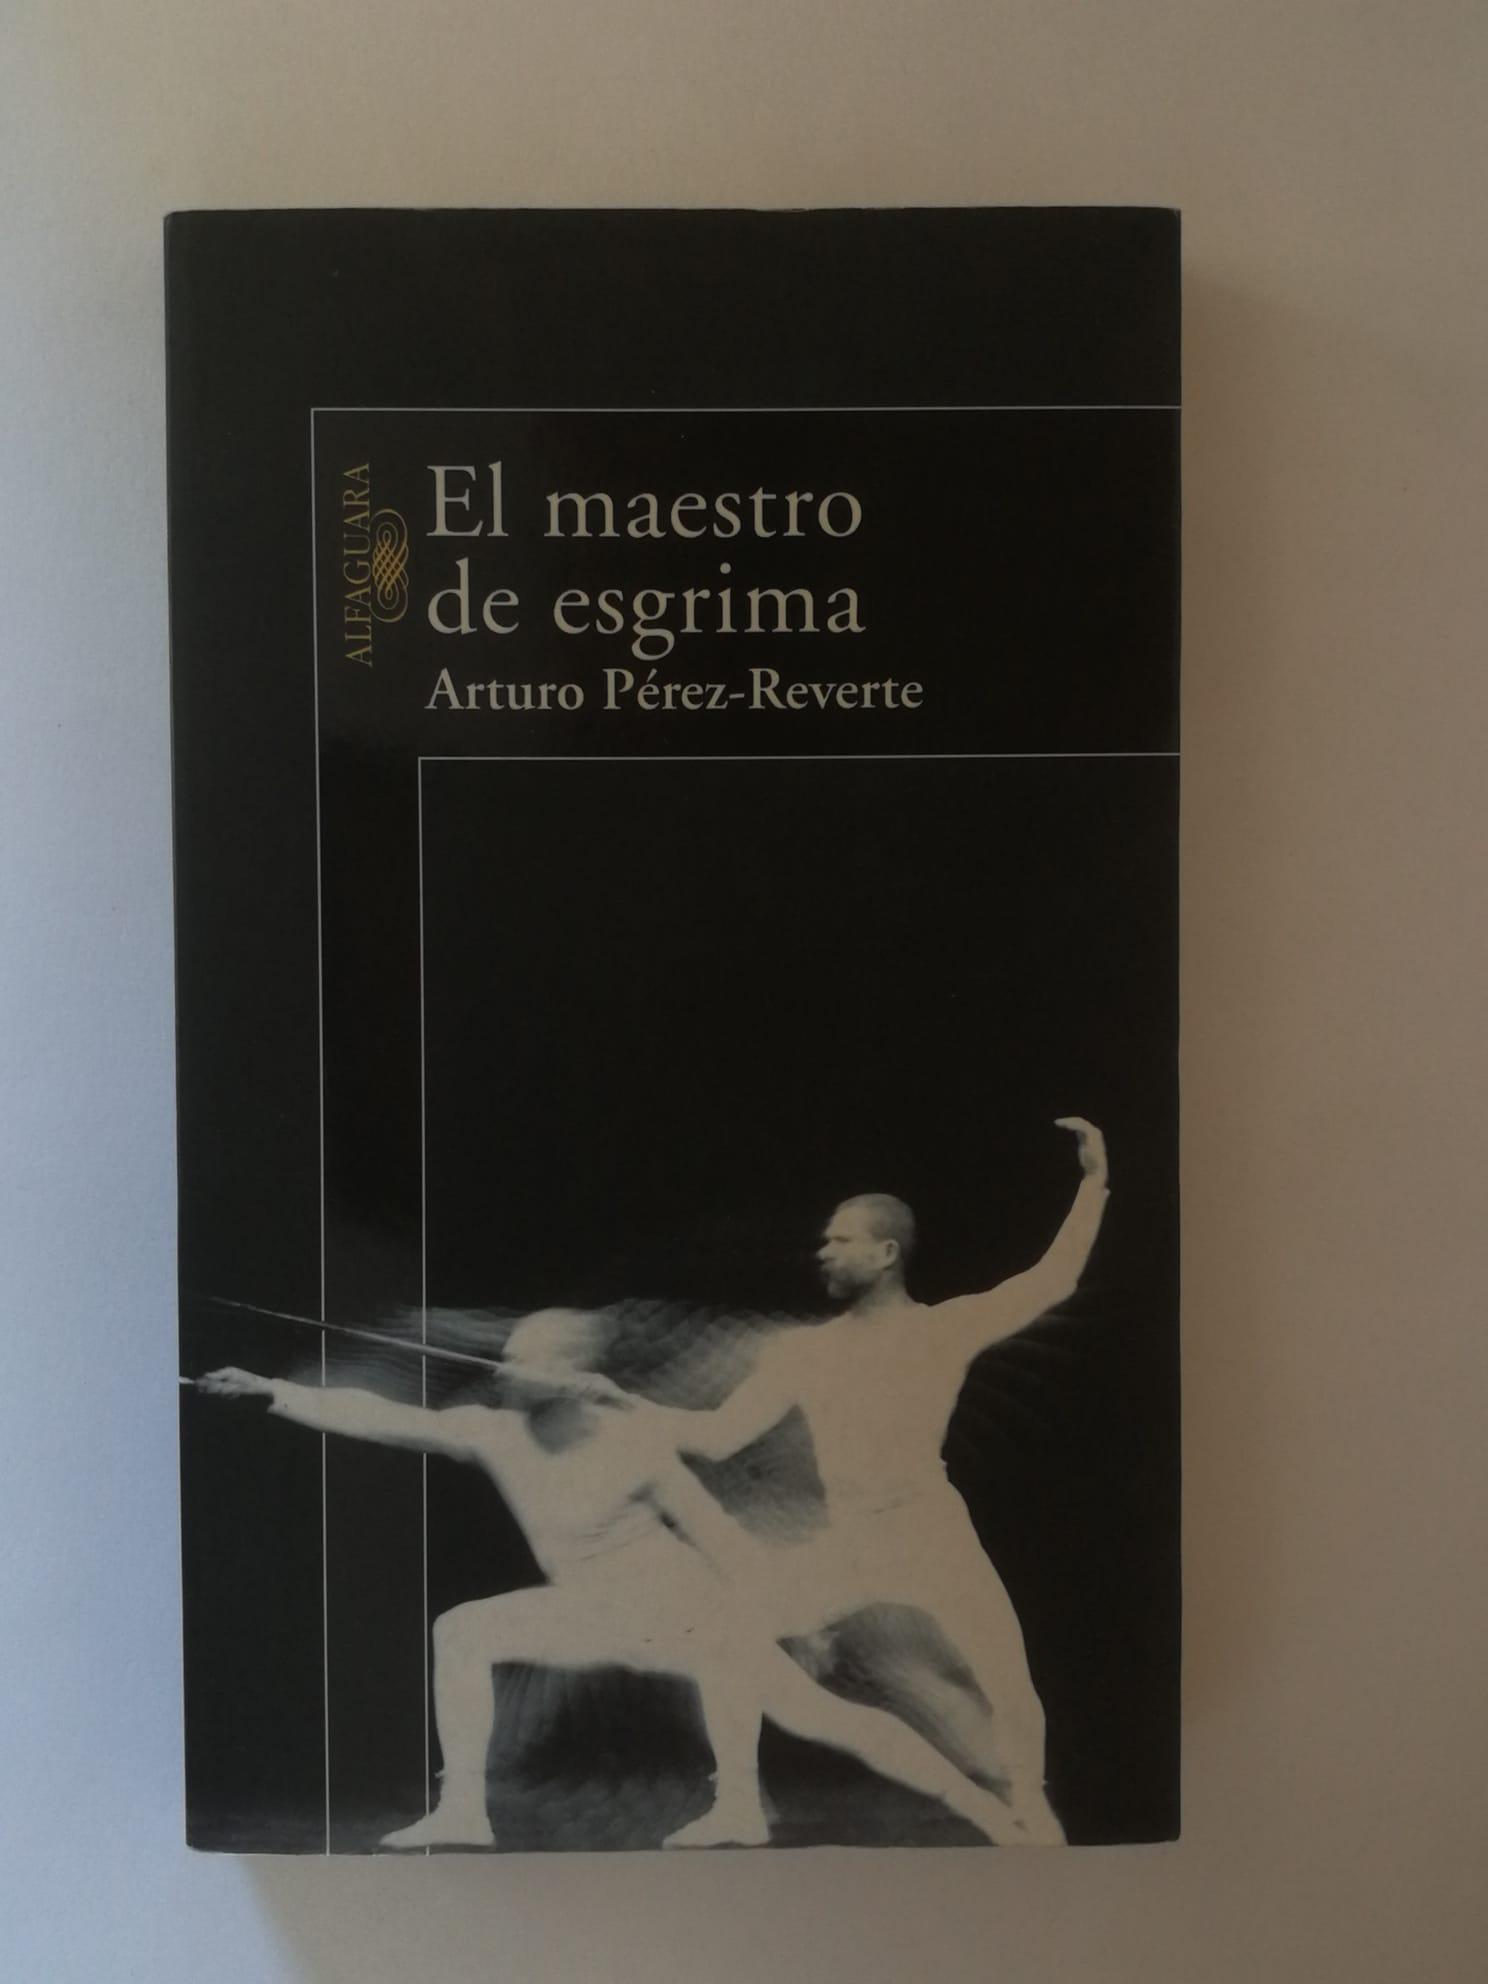 ALFAGUARA
El maestro
de esgrima
Arturo Pérez-Reverte